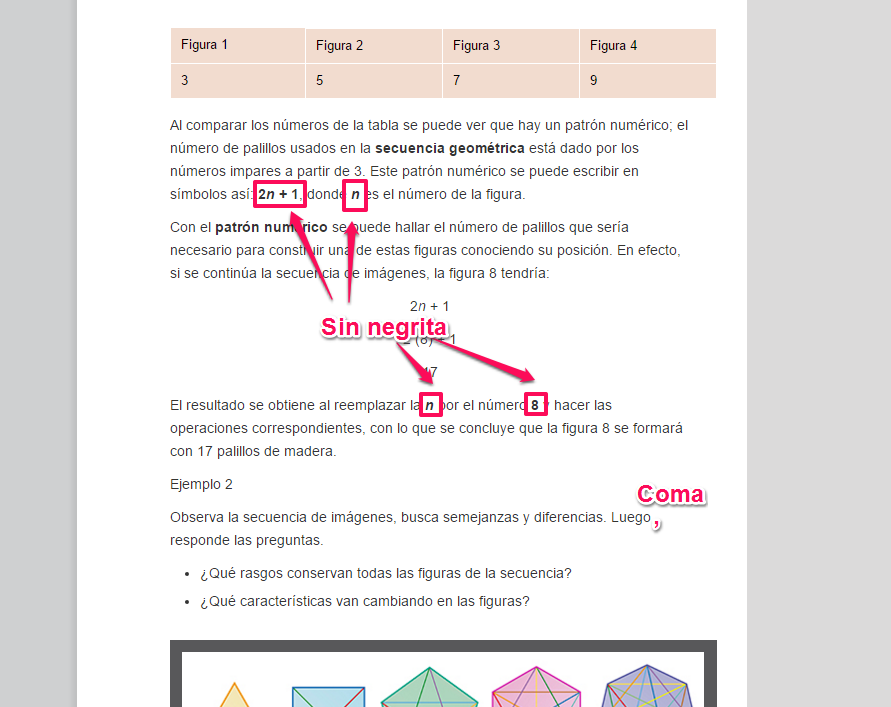 Figura 1 Figura 2 Figura 3 Figura 4
3 5 7 9
Al comparar los números de la tabla se puede ver que hay un patrón numérico; el
número de palillos usados en la secuencia geométrica está dado por los
números impares a partir de 3. Este patrón numérico se puede escribir en
símbolos así: 2n + 1, donde n es el número de la figura.
Con el patrón numérico se puede hallar el número de palillos que sería
necesario para construir una de estas figuras conociendo su posición. En efecto,
si se continúa la secuencia de imágenes, la figura 8 tendría:
2n + 1
Sin negrita
2 (8) + 1
17
El resultado se obtiene al reemplazar la n por el número 8 y hacer las
operaciones correspondientes, con lo que se concluye que la figura 8 se formará
con 17 palillos de madera.
Ejemplo 2
Coma
Observa la secuencia de imágenes, busca semejanzas y diferencias. Luego ,
responde las preguntas.
• ¿Qué rasgos conservan todas las figuras de la secuencia?
• ¿Qué características van cambiando en las figuras?